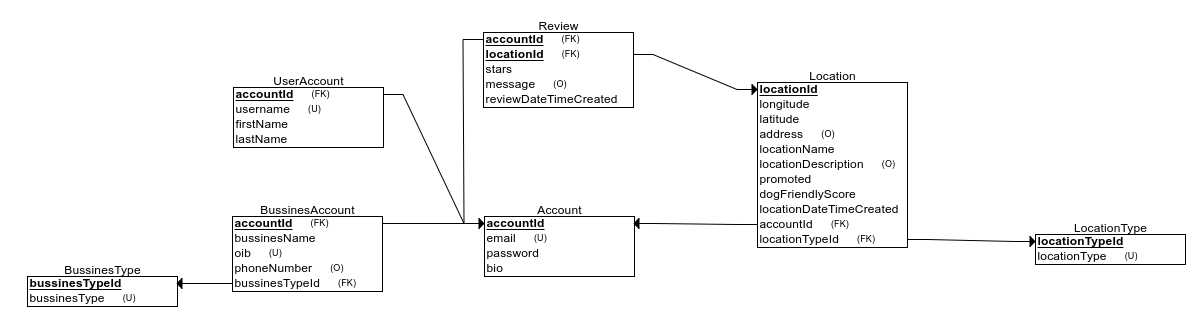 Review
accountId (FK)
locationId (FK)
stars
message (O)
reviewDateTimeCreated
UserAccount
accountId (FK)
username (U)
firstName
lastName
Location
locationId
longitude
latitude
address (O)
locationName
locationDescription (O)
promoted
dogFriendlyScore
locationDateTimeCreated
accountId (FK)
locationTypeId (FK)
BussinesAccount
accountId (FK)
bussinesName
oib (U)
phoneNumber (O)
bussinesTypeId (FK)
Account
accountId
email (U)
password
bio
LocationType
locationTypeId
locationType (U)
BussinesType
bussinesTypeId
bussinesType (U)